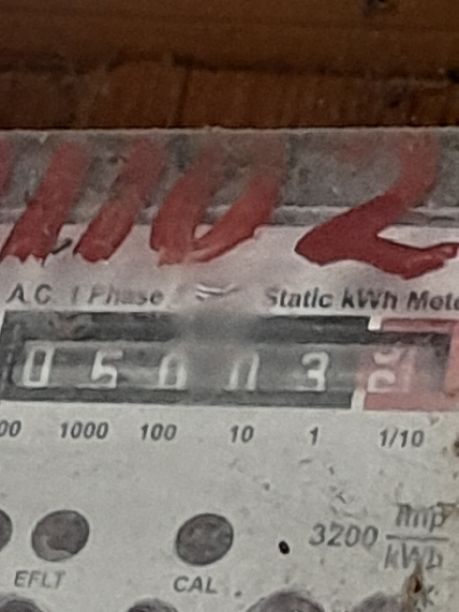 1102
A.C. 1 Phase Static kWh Mete
0 5 0 0 3
00 1000 100 10 1 1/10
3200 Imp/kWh
EFLT CAL